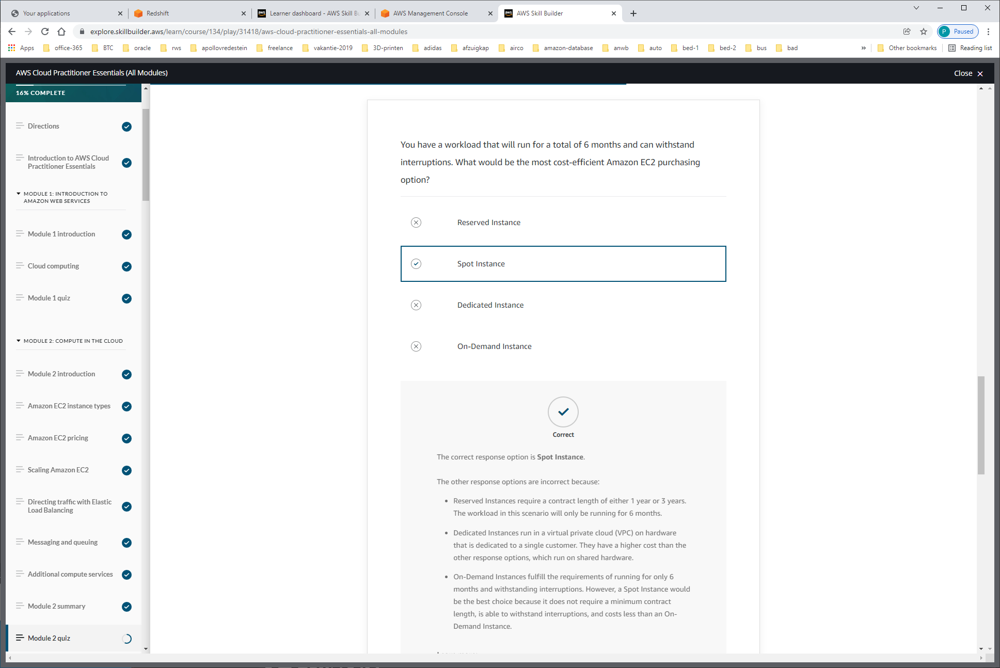 Your applications
Redshift
Learner dashboard - AWS Skill Bu
AWS Management Console
AWS Skill Builder
explore.skillbuilder.aws/learn/course/134/play/31418/aws-cloud-practitioner-essentials-all-modules
P Paused
Apps
office-365
BTC
oracle
rws
apollovredestein
freelance
vakantie-2019
3D-printen
adidas
afzuigkap
airco
amazon-database
anwb
auto
bed-1
bed-2
bus
bad
»
Other bookmarks
Reading list
AWS Cloud Practitioner Essentials (All Modules)
Close
16% COMPLETE
Directions
Introduction to AWS Cloud
Practitioner Essentials
MODULE 1: INTRODUCTION TO
AMAZON WEB SERVICES
Module 1 introduction
Cloud computing
Module 1 quiz
MODULE 2: COMPUTE IN THE CLOUD
Module 2 introduction
Amazon EC2 instance types
Amazon EC2 pricing
Scaling Amazon EC2
Directing traffic with Elastic
Load Balancing
Messaging and queuing
Additional compute services
Module 2 summary
Module 2 quiz
You have a workload that will run for a total of 6 months and can withstand
interruptions. What would be the most cost-efficient Amazon EC2 purchasing
option?
Reserved Instance
Spot Instance
Dedicated Instance
On-Demand Instance
Correct
The correct response option is Spot Instance.
The other response options are incorrect because:
• Reserved Instances require a contract length of either 1 year or 3 years.
The workload in this scenario will only be running for 6 months.
• Dedicated Instances run in a virtual private cloud (VPC) on hardware
that is dedicated to a single customer. They have a higher cost than the
other response options, which run on shared hardware.
• On-Demand Instances fulfill the requirements of running for only 6
months and withstanding interruptions. However, a Spot Instance would
be the best choice because it does not require a minimum contract
length, is able to withstand interruptions, and costs less than an On-
Demand Instance.